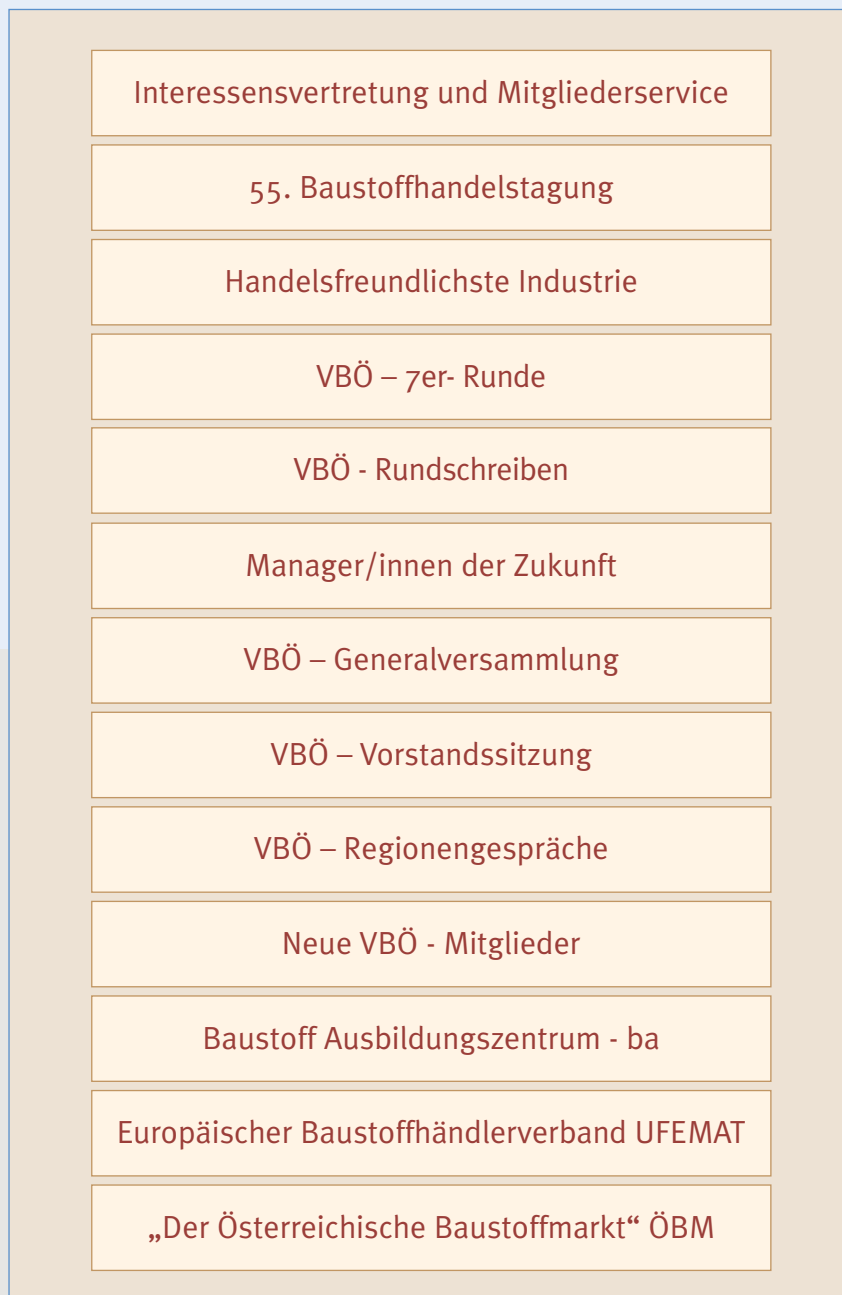 Interessensvertretung und Mitgliederservice
55. Baustoffhandelstagung
Handelsfreundlichste Industrie
VBÖ – 7er- Runde
VBÖ - Rundschreiben
Manager/innen der Zukunft
VBÖ – Generalversammlung
VBÖ – Vorstandssitzung
VBÖ – Regionengespräche
Neue VBÖ - Mitglieder
Baustoff Ausbildungszentrum - ba
Europäischer Baustoffhändlerverband UFEMAT
„Der Österreichische Baustoffmarkt“ ÖBM